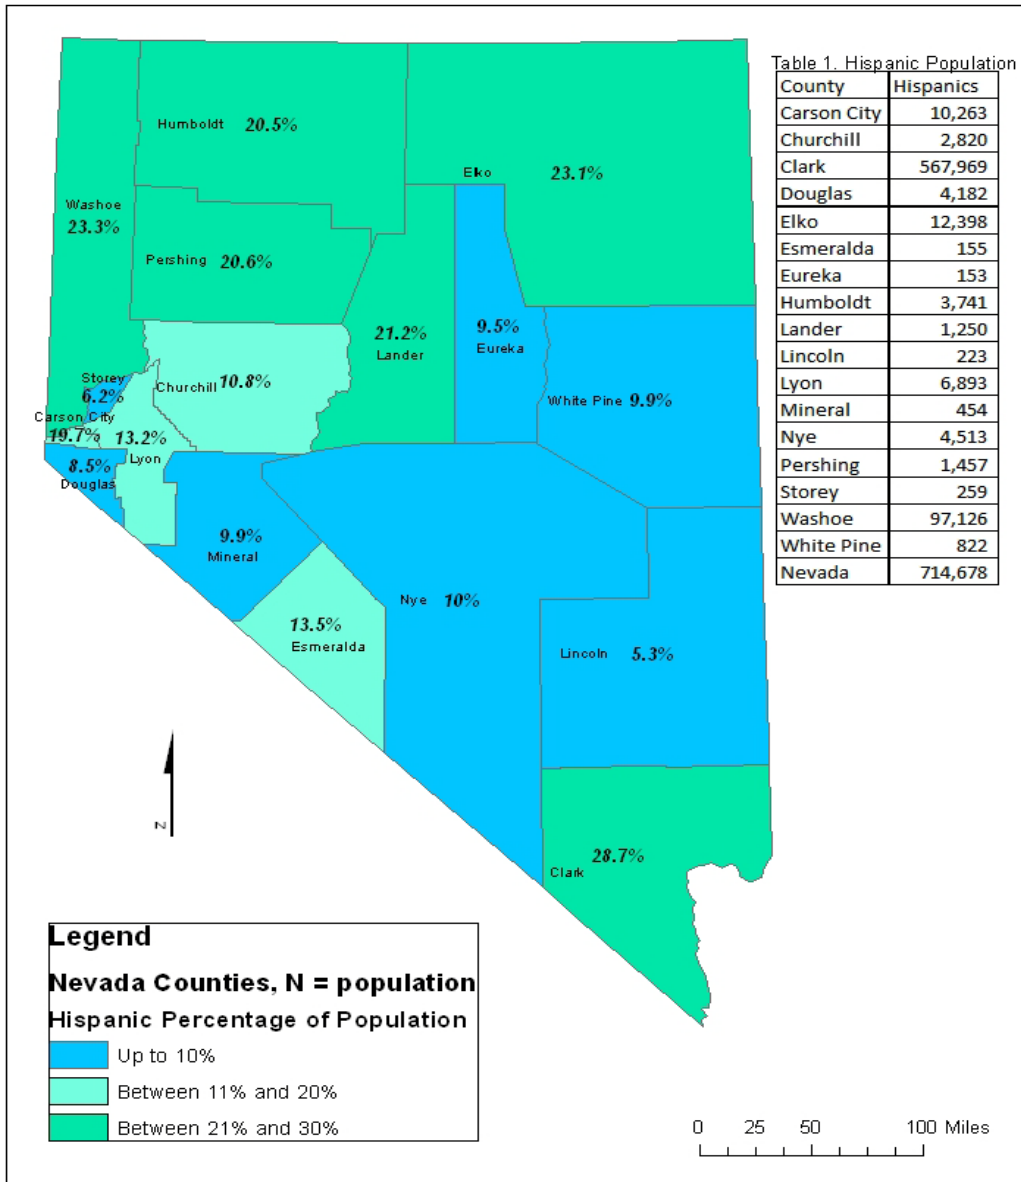 Table 1. Hispanic Population
County Hispanics
Carson City 10,263
Churchill 2,820
Clark 567,969
Douglas 4,182
Elko 12,398
Esmeralda 155
Eureka 153
Humboldt 3,741
Lander 1,250
Lincoln 223
Lyon 6,893
Mineral 454
Nye 4,513
Pershing 1,457
Storey 259
Washoe 97,126
White Pine 822
Nevada 714,678
Humboldt 20.5%
Elko
23.1%
Washoe
23.3%
Pershing 20.6%
21.2%
Lander
9.5%
Eureka
Storey
6.2%
Churchill 10.8%
White Pine 9.9%
Carson City
19.7%
13.2%
Lyon
8.5%
Douglas
9.9%
Mineral
Nye 10%
13.5%
Esmeralda
Lincoln 5.3%
28.7%
Clark
N
Legend
Nevada Counties, N = population
Hispanic Percentage of Population
Up to 10%
Between 11% and 20%
Between 21% and 30%
0 25 50 100 Miles